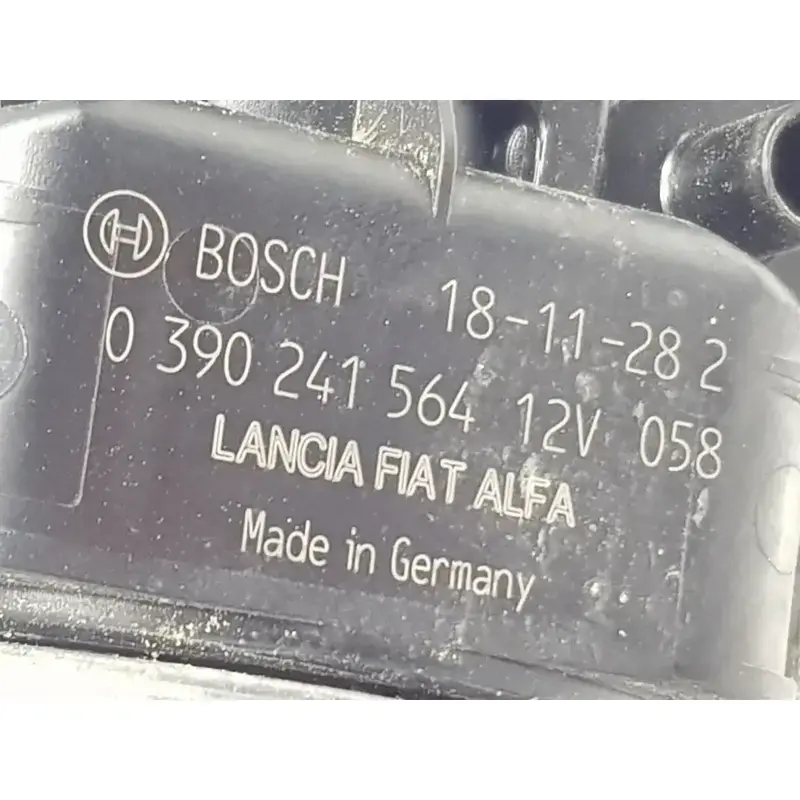 BOSCH 18-11-28 2
0 390 241 564 12V 058
LANCIA FIAT ALFA
Made in Germany